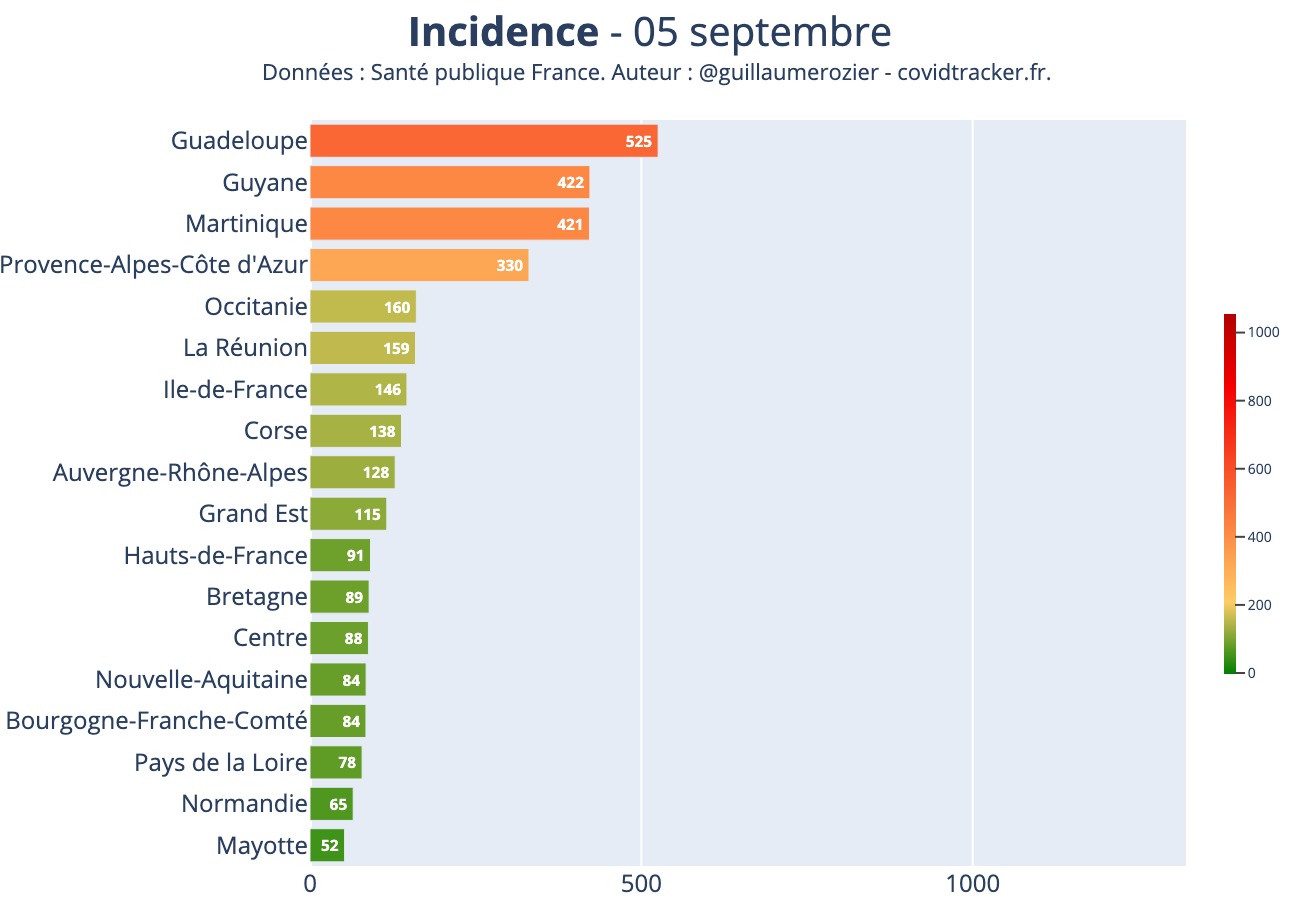 Incidence - 05 septembre
Données : Santé publique France. Auteur : @guillaumerozier - covidtracker.fr.
Guadeloupe 525
Guyane 422
Martinique 421
Provence-Alpes-Côte d'Azur 330
Occitanie 160
La Réunion 159
Ile-de-France 146
Corse 138
Auvergne-Rhône-Alpes 128
Grand Est 115
Hauts-de-France 91
Bretagne 89
Centre 88
Nouvelle-Aquitaine 84
Bourgogne-Franche-Comté 84
Pays de la Loire 78
Normandie 65
Mayotte 52
0 500 1000
1000
800
600
400
200
0